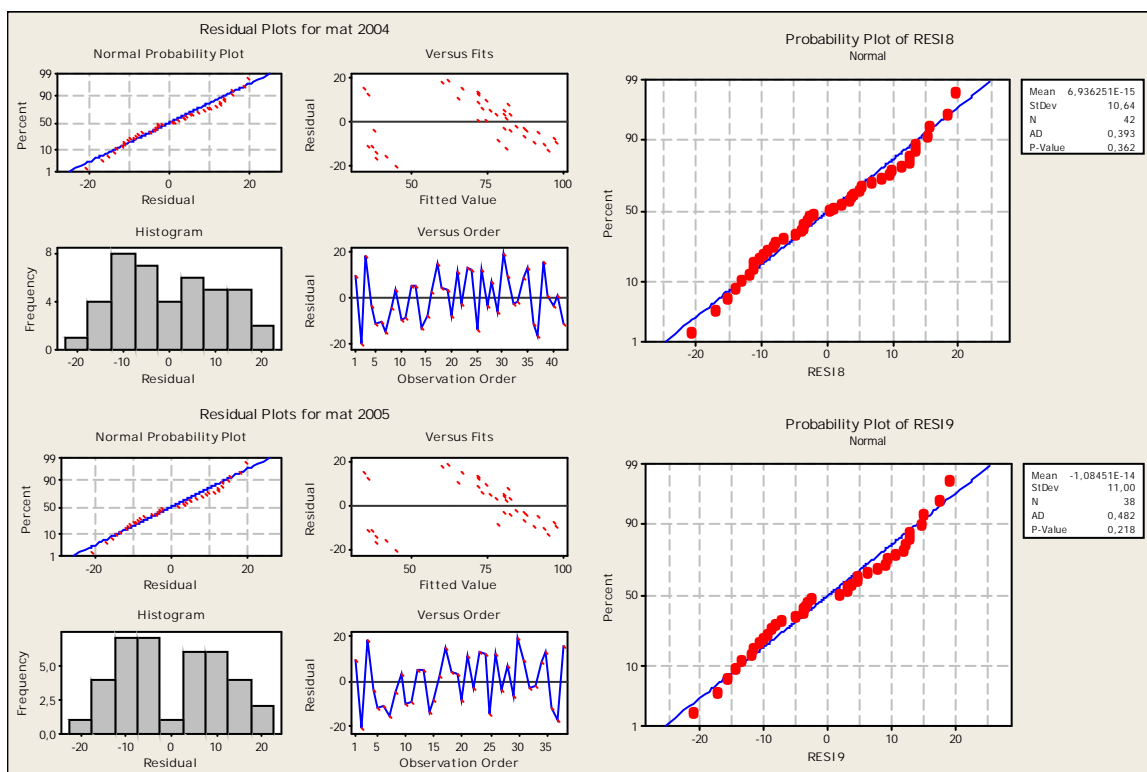 Residual Plots for mat 2004
Normal Probability Plot
99
90
50
10
1
Percent
-20 0 20
Residual
Versus Fits
20
0
-20
Residual
50 75 100
Fitted Value
Histogram
8
4
0
Frequency
-20 -10 0 10 20
Residual
Versus Order
20
0
-20
Residual
1 5 10 15 20 25 30 35 40
Observation Order
Probability Plot of RESI8
Normal
99
90
50
10
1
Percent
-20 -10 0 10 20
RESI8
Mean 6,936251E-15
StDev 10,64
N 42
AD 0,393
P-Value 0,362
Residual Plots for mat 2005
Normal Probability Plot
99
90
50
10
1
Percent
-20 0 20
Residual
Versus Fits
20
0
-20
Residual
50 75 100
Fitted Value
Histogram
5,0
2,5
0,0
Frequency
-20 -10 0 10 20
Residual
Versus Order
20
0
-20
Residual
1 5 10 15 20 25 30 35
Observation Order
Probability Plot of RESI9
Normal
99
90
50
10
1
Percent
-20 -10 0 10 20
RESI9
Mean -1,08451E-14
StDev 11,00
N 38
AD 0,482
P-Value 0,218